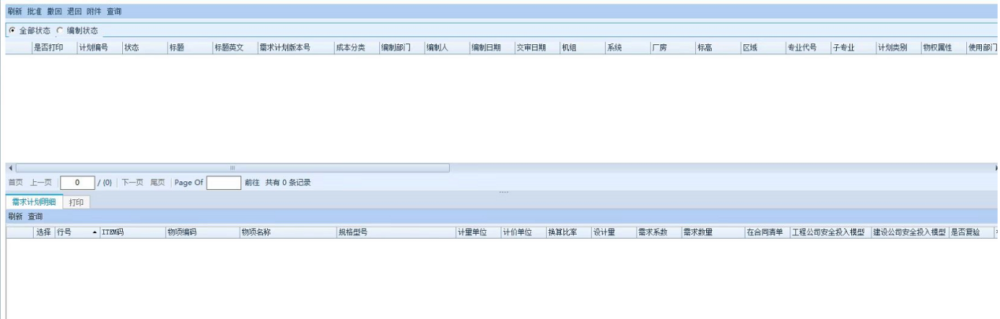 刷新 批准 撤回 退回 附件 查询
全部状态 编制状态
是否打印 计划编号 状态 标题 标题英文 需求计划版本号 成本分类 编制部门 编制人 编制日期 交审日期 机组 系统 厂房 标高 区域 专业代号 子专业 计划类别 物权属性 使用部门
首页 上一页 0 / {0} 下一页 尾页 Page Of 前往 共有 0 条记录
需求计划明细 打印
刷新 查询
选择 行号 ITEM码 物项编码 物项名称 规格型号 计量单位 计价单位 换算比率 设计量 需求系数 需求数量 在合同清单 工程公司安全投入模型 建设公司安全投入模型 是否复验